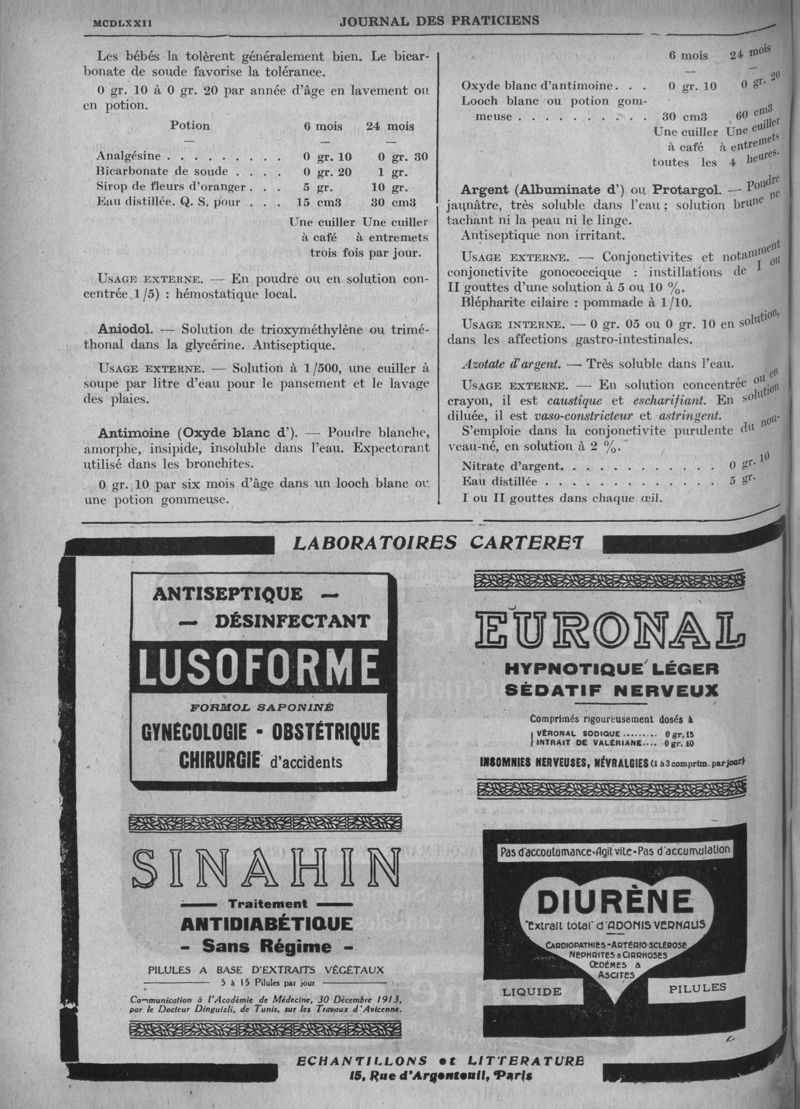 MCDLXXII
JOURNAL DES PRATICIENS
Les bébés la tolèrent généralement bien. Le bicar-
bonate de soude favorise la tolérance.
0 gr. 10 à 0 gr. 20 par année d'âge en lavement ou
en potion.
Potion 6 mois 24 mois
— — —
Analgésine . . . . . . . . . 0 gr. 10 0 gr. 30
Bicarbonate de soude . . . . 0 gr. 20 1 gr.
Sirop de fleurs d'oranger . . . 5 gr. 10 gr.
Eau distillée. Q. S. pour . . . 15 cm3 30 cm3
Une cuiller Une cuiller
à café à entremets
trois fois par jour.
USAGE EXTERNE. — En poudre ou en solution con-
centrée 1/5) : hémostatique local.
Aniodol. — Solution de trioxyméthylène ou trimé-
thonal dans la glycérine. Antiseptique.
USAGE EXTERNE. — Solution à 1/500, une cuiller à
soupe par litre d'eau pour le pansement et le lavage
des plaies.
Antimoine (Oxyde blanc d'). — Poudre blanche,
amorphe, insipide, insoluble dans l'eau. Expectorant
utilisé dans les bronchites.
0 gr. 10 par six mois d'âge dans un looch blanc ou
une potion gommeuse.
6 mois 24 mois
— —
Oxyde blanc d'antimoine. . . 0 gr. 10 0 gr. 20
Looch blanc ou potion gom-
meuse . . . . . . . . . . 30 cm3 60 cm3
Une cuiller Une cuiller
à café à entremets
toutes les 4 heures.
Argent (Albuminate d') ou Protargol. — Poudre
jaunâtre, très soluble dans l'eau ; solution brune ne
tachant ni la peau ni le linge.
Antiseptique non irritant.
USAGE EXTERNE. — Conjonctivites et notamment
conjonctivite gonococcique : instillations de I ou
II gouttes d'une solution à 5 ou 10 %.
Blépharite cilaire : pommade à 1/10.
USAGE INTERNE. — 0 gr. 05 ou 0 gr. 10 en solution,
dans les affections gastro-intestinales.
Azotate d'argent. — Très soluble dans l'eau.
USAGE EXTERNE. — En solution concentrée ou en
crayon, il est caustique et escharifiant. En solution
diluée, il est vaso-constricteur et astringent.
S'emploie dans la conjonctivite purulente du nou-
veau-né, en solution à 2 %.
Nitrate d'argent. . . . . . . . . . . . 0 gr. 10
Eau distillée . . . . . . . . . . . . . 5 gr.
I ou II gouttes dans chaque œil.
LABORATOIRES CARTERET
ANTISEPTIQUE —
— DÉSINFECTANT
LUSOFORME
FORMOL SAPONINÉ
GYNÉCOLOGIE - OBSTÉTRIQUE
CHIRURGIE d'accidents
EURONAL
HYPNOTIQUE LÉGER
SÉDATIF NERVEUX
Comprimés rigoureusement dosés à
VÉRONAL SODIQUE ......... 0 gr. 15
INTRAIT DE VALÉRIANE.... 0 gr. 10
INSOMNIES NERVEUSES, NÉVRALGIES (1 à 3 comprim. par jour)
SINAHIN
Traitement
ANTIDIABÉTIQUE
- Sans Régime -
PILULES A BASE D'EXTRAITS VÉGÉTAUX
5 à 15 Pilules par jour
Communication à l'Académie de Médecine, 30 Décembre 1913,
par le Docteur Dinguizli, de Tunis, sur les Travaux d'Avicenne.
Pas d'accoutumance-Agit vite-Pas d'accumulation
DIURÈNE
"Extrait total" d'ADONIS VERNALIS
CARDIOPATHIES-ARTÉRIO-SCLÉROSE
NÉPHRITES & CIRRHOSES
ŒDÈMES &
ASCITES
LIQUIDE
PILULES
ECHANTILLONS et LITTERATURE
15, Rue d'Argenteuil, Paris